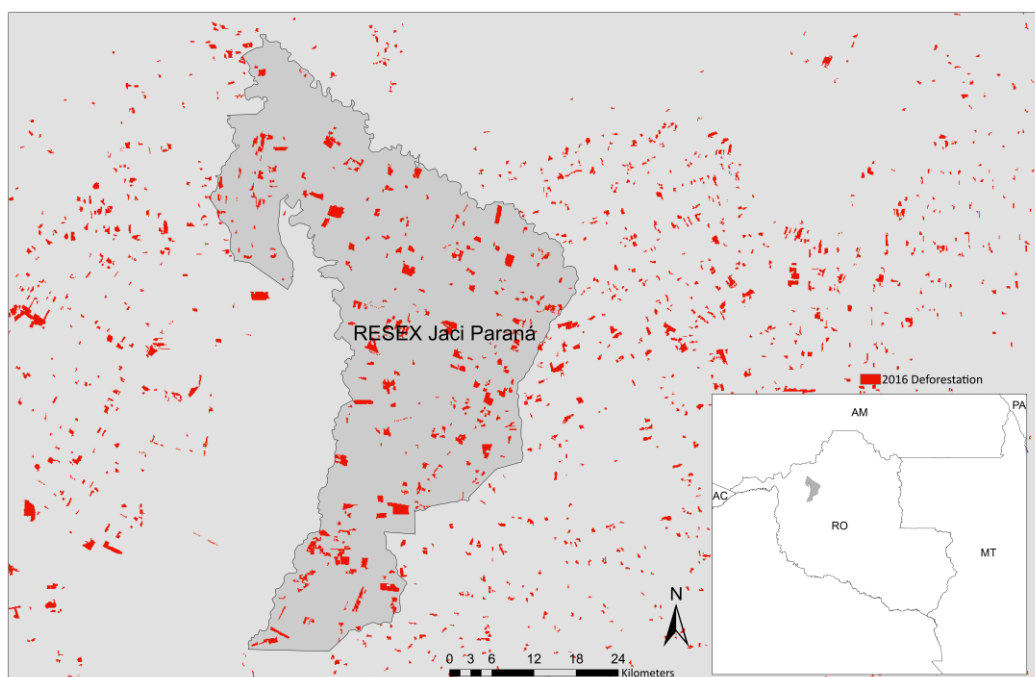 RESEX Jaci Paraná
2016 Deforestation
AM
PA
AC
RO
MT
N
0 3 6 12 18 24
Kilometers